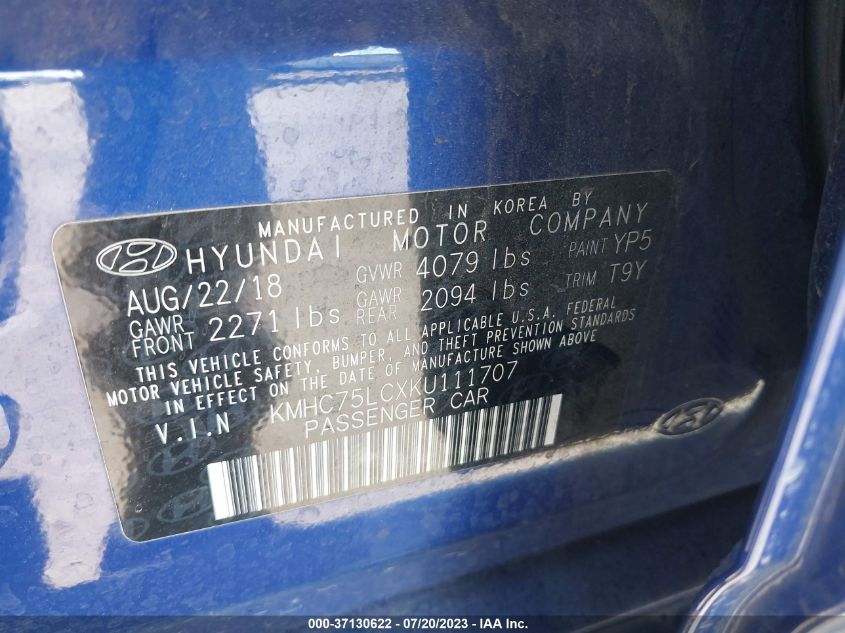 MANUFACTURED IN KOREA BY
HYUNDAI MOTOR COMPANY
AUG/22/18 GVWR 4079 lbs PAINT YP5
GAWR FRONT 2271 lbs GAWR REAR 2094 lbs TRIM T9Y
THIS VEHICLE CONFORMS TO ALL APPLICABLE U.S.A. FEDERAL
MOTOR VEHICLE SAFETY, BUMPER, AND THEFT PREVENTION STANDARDS
IN EFFECT ON THE DATE OF MANUFACTURE SHOWN ABOVE
V.I.N KMHC75LCXKU111707
PASSENGER CAR
000-37130622 - 07/20/2023 - IAA Inc.